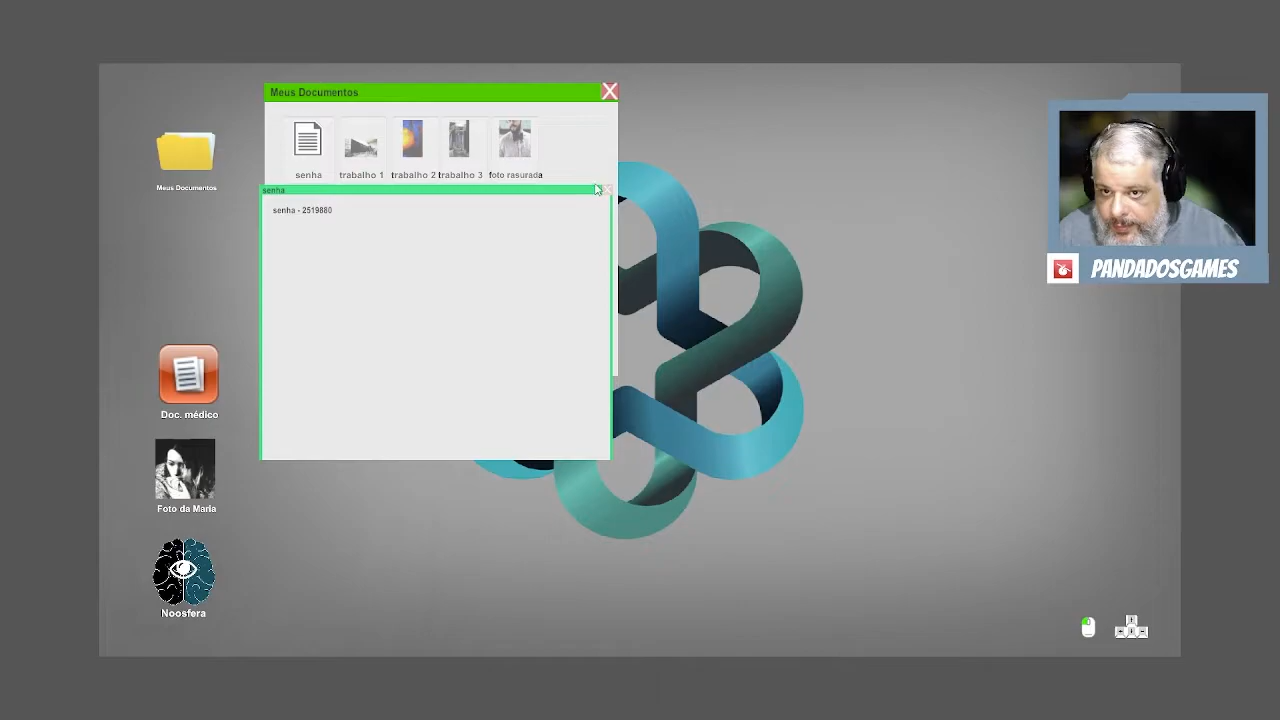 Meus Documentos
senha
trabalho 1
trabalho 2
trabalho 3
foto rasurada
senha
senha - 2519880
Meus Documentos
Doc. médico
Foto da Maria
Noosfera
PANDADOSGAMES